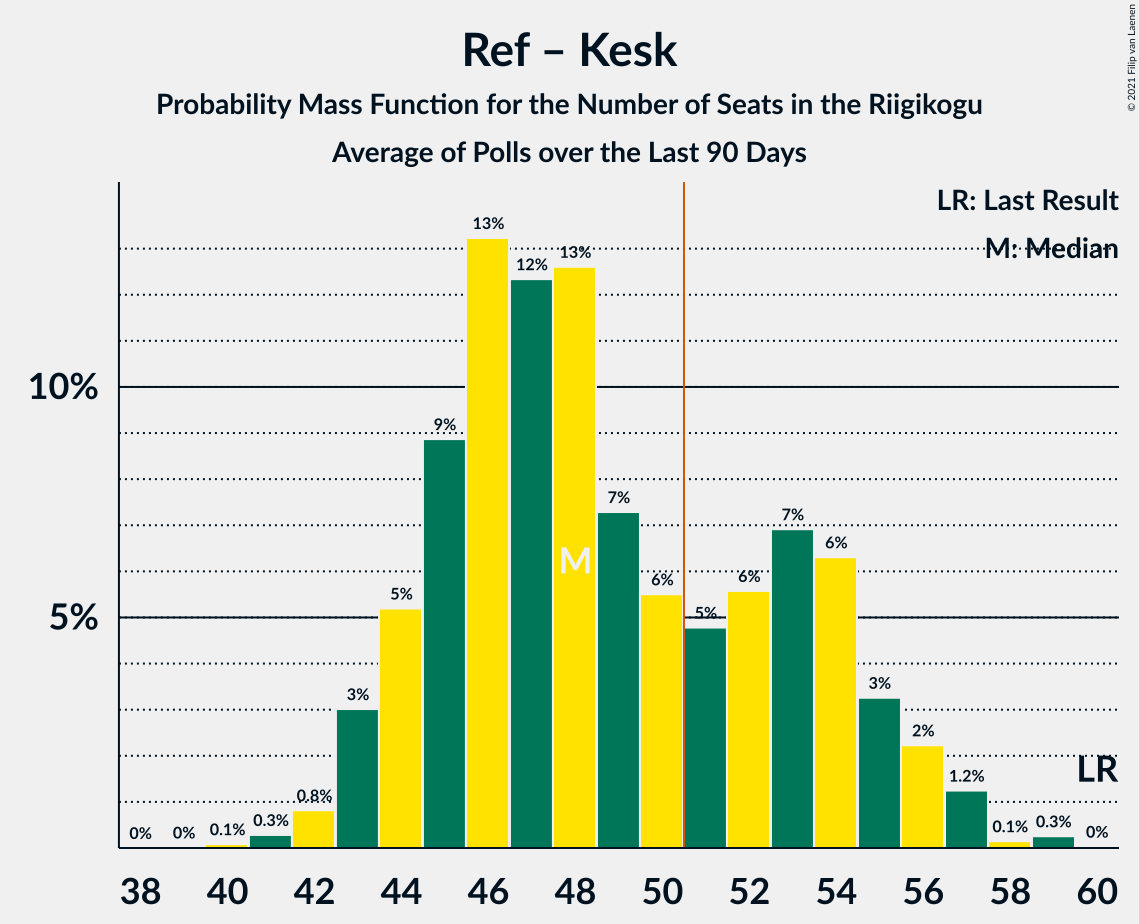 Ref – Kesk
Probability Mass Function for the Number of Seats in the Riigikogu
Average of Polls over the Last 90 Days
© 2021 Filip van Laenen
LR: Last Result
M: Median
10%
5%
0%
0%
0.1%
0.3%
0.8%
3%
5%
9%
13%
12%
13%
7%
6%
5%
6%
7%
6%
3%
2%
1.2%
0.1%
0.3%
0%
M
LR
38 40 42 44 46 48 50 52 54 56 58 60